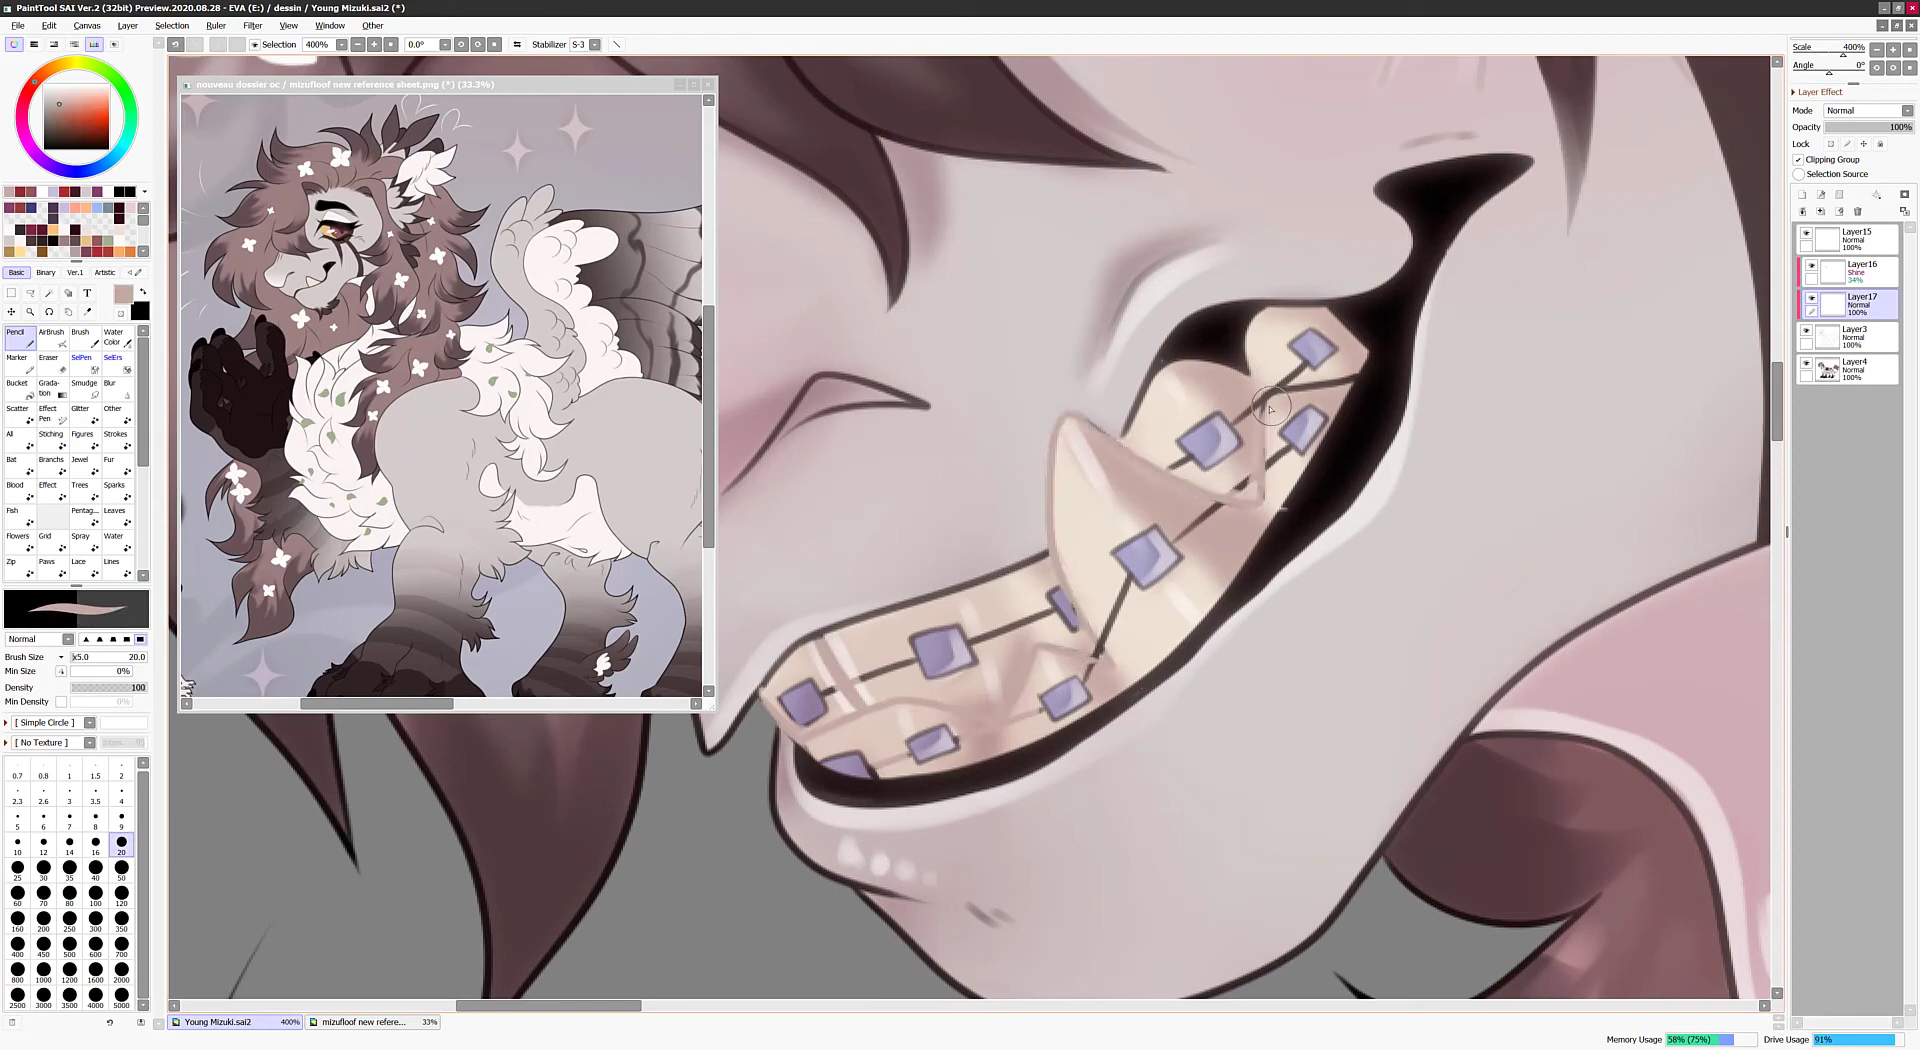 PaintTool SAI Ver.2 (32bit) Preview.2020.08.28 - EVA (E:) / dessin / Young Mizuki.sai2 (*)
File Edit Canvas Layer Selection Ruler Filter View Window Other
Selection 400% 0.0° Stabilizer S-3
Scale 400%
Angle 0°
nouveau dossier oc / mizufloof new reference sheet.png (*) (33.3%)
Layer Effect
Mode Normal
Opacity 100%
Lock
Clipping Group
Selection Source
Layer15
Normal
100%
Layer16
Shine
34%
Layer17
Normal
100%
Layer3
Normal
100%
Layer4
Normal
100%
Basic Binary Ver.1 Artistic
T
Pencil AirBrush Brush Water Color
Marker Eraser SelPen SelErs
Bucket Grada-tion Smudge Blur
Scatter Effect Pen Glitter Other
All Stiching Figures Strokes
Bat Branchs Jewel Fur
Blood Effect Trees Sparks
Fish Pentag... Leaves
Flowers Grid Spray Water
Zip Paws Lace Lines
Normal
Brush Size x5.0 20.0
Min Size 0%
Density 100
Min Density 0%
[ Simple Circle ]
[ No Texture ]
0.7 0.8 1 1.5 2
2.3 2.6 3 3.5 4
5 6 7 8 9
10 12 14 16 20
25 30 35 40 50
60 70 80 100 120
160 200 250 300 350
400 450 500 600 700
800 1000 1200 1600 2000
2500 3000 3500 4000 5000
Young Mizuki.sai2 400% mizufloof new refere... 33%
Memory Usage 58% (75%) Drive Usage 91%